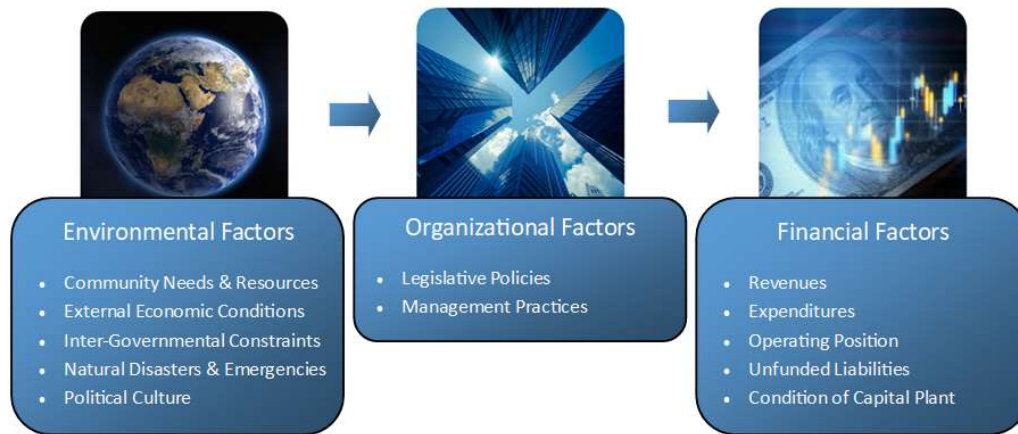 Environmental Factors
Community Needs & Resources
External Economic Conditions
Inter-Governmental Constraints
Natural Disasters & Emergencies
Political Culture
Organizational Factors
Legislative Policies
Management Practices
Financial Factors
Revenues
Expenditures
Operating Position
Unfunded Liabilities
Condition of Capital Plant